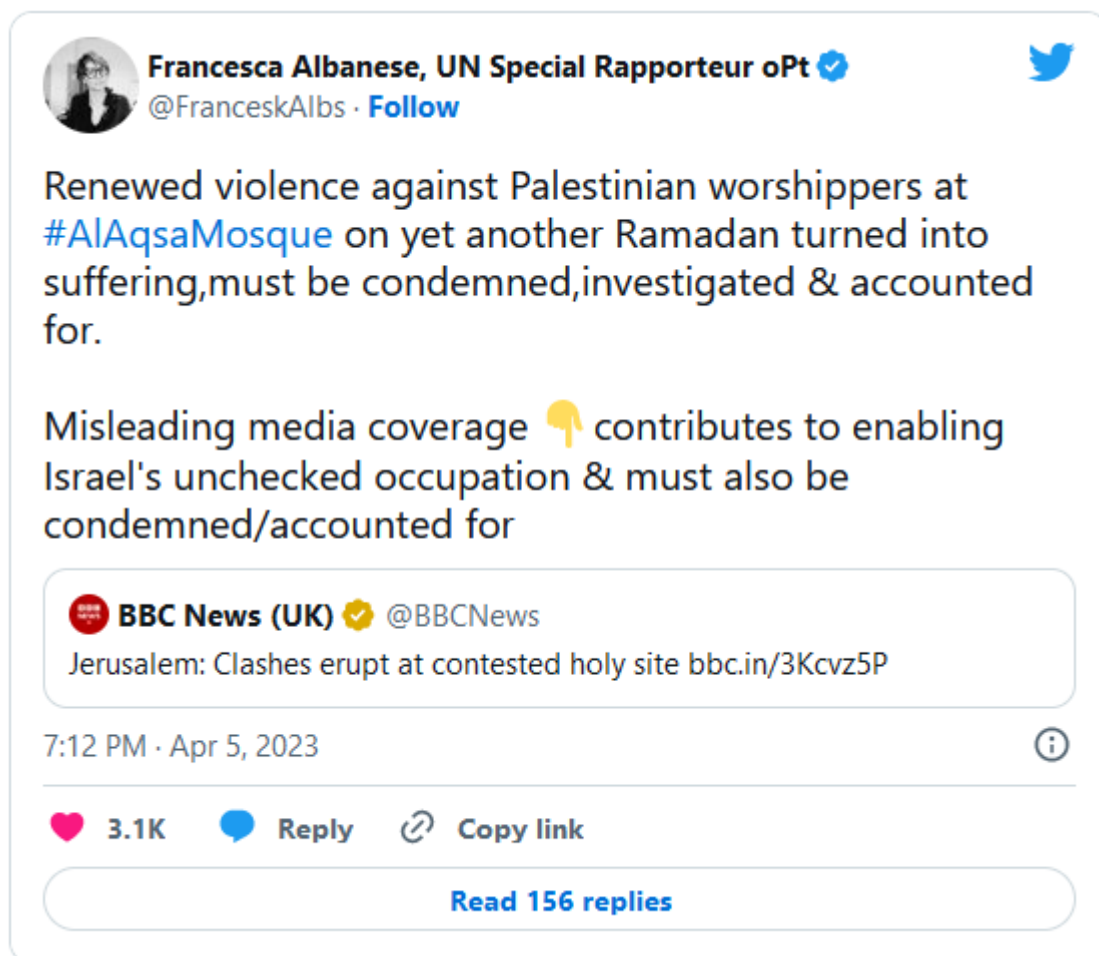 Francesca Albanese, UN Special Rapporteur oPt
@FranceskAlbs · Follow
Renewed violence against Palestinian worshippers at
#AlAqsaMosque on yet another Ramadan turned into
suffering,must be condemned,investigated & accounted
for.
Misleading media coverage 👇 contributes to enabling
Israel's unchecked occupation & must also be
condemned/accounted for
BBC News (UK) @BBCNews
Jerusalem: Clashes erupt at contested holy site bbc.in/3Kcvz5P
7:12 PM · Apr 5, 2023
3.1K Reply Copy link
Read 156 replies